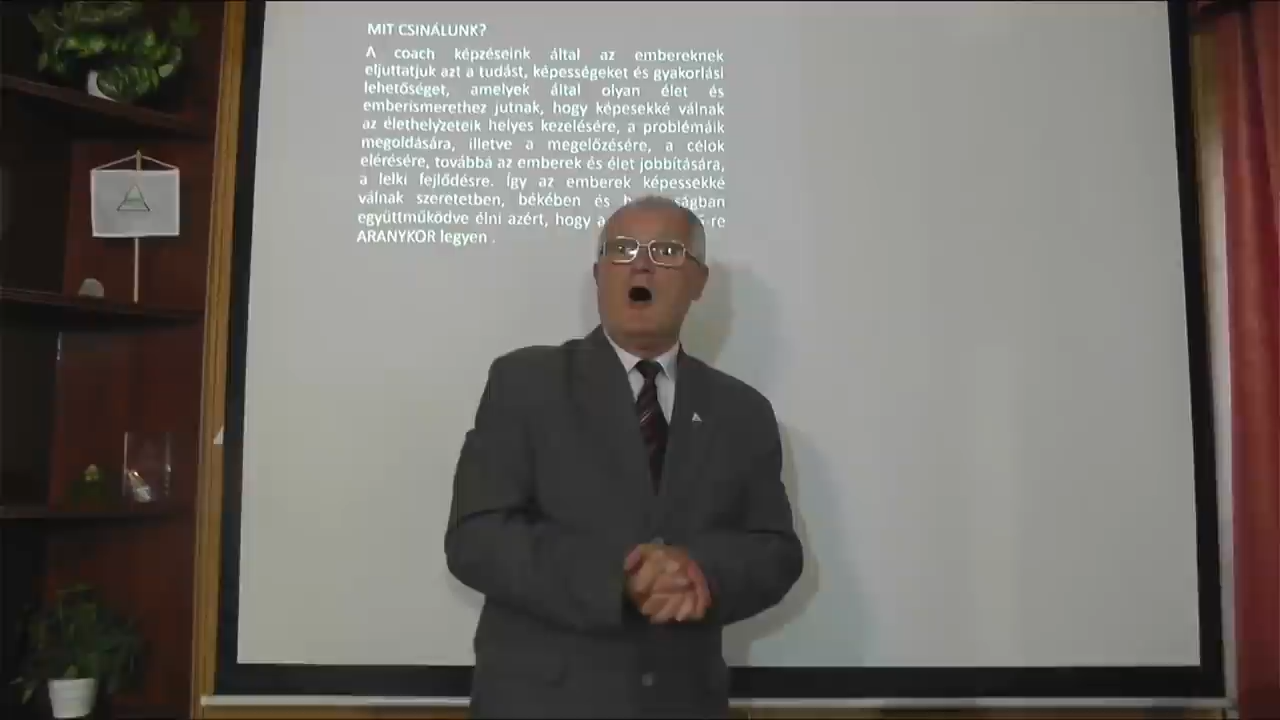 MIT CSINÁLUNK?
A coach képzéseink által az embereknek
eljuttatjuk azt a tudást, képességeket és gyakorlási
lehetőséget, amelyek által olyan élet és
emberismerethez jutnak, hogy képesekké válnak
az élethelyzeteik helyes kezelésére, a problémáik
megoldására, illetve a megelőzésére, a célok
elérésére, továbbá az emberek és élet jobbítására,
a lelki fejlődésre. Így az emberek képessekké
válnak szeretetben, békében és
együttműködve élni azért, hogy
ARANYKOR legyen .